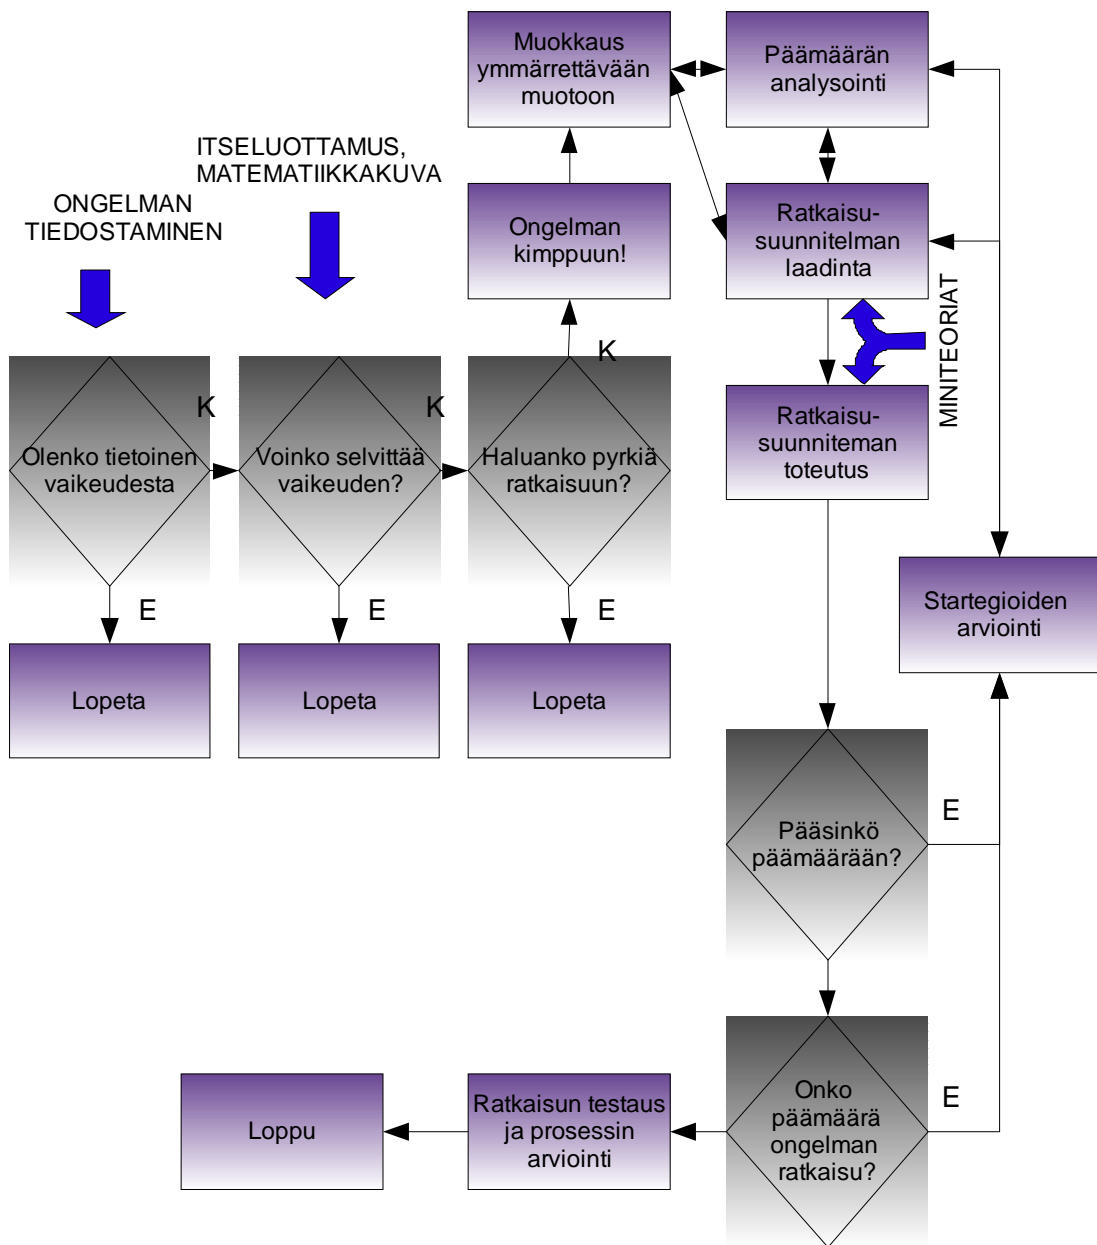 Muokkaus
ymmärrettävään
muotoon
Päämäärän
analysointi
ITSELUOTTAMUS,
MATEMATIIKKAKUVA
ONGELMAN
TIEDOSTAMINEN
Ongelman
kimppuun!
Ratkaisu-
suunnitelman
laadinta
MINITEORIAT
K
K
K
Olenko tietoinen
vaikeudesta
Voinko selvittää
vaikeuden?
Haluanko pyrkiä
ratkaisuun?
Ratkaisu-
suunniteman
toteutus
E
E
E
Startegioiden
arviointi
Lopeta
Lopeta
Lopeta
Pääsinkö
päämäärään?
E
Onko
päämäärä
ongelman
ratkaisu?
E
Ratkaisun testaus
ja prosessin
arviointi
Loppu